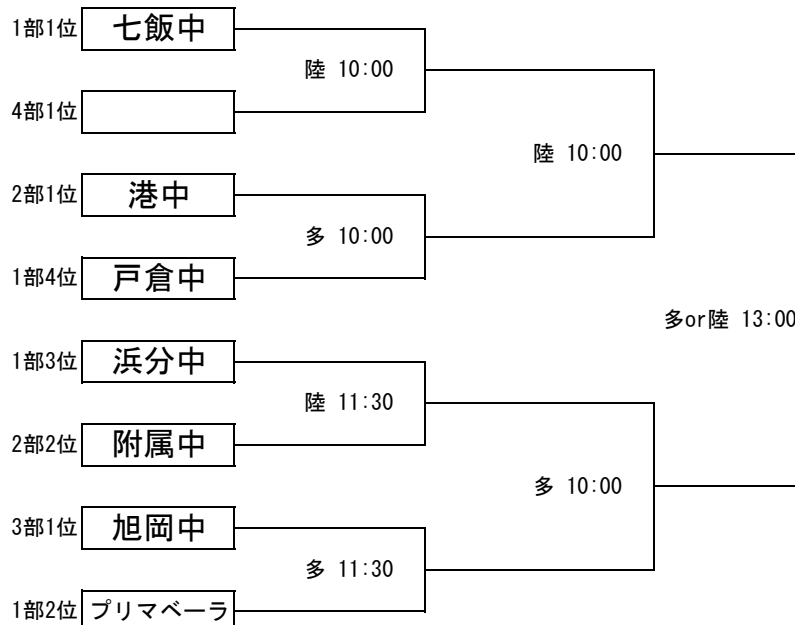 1部1位 七飯中
陸 10:00
4部1位
陸 10:00
2部1位 港中
多 10:00
1部4位 戸倉中
多or陸 13:00
1部3位 浜分中
陸 11:30
2部2位 附属中
多 10:00
3部1位 旭岡中
多 11:30
1部2位 プリマベーラ